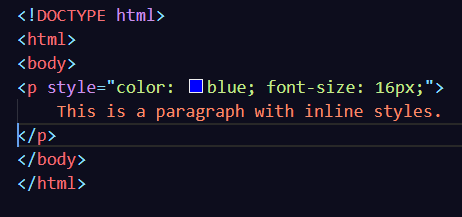 <!DOCTYPE html>
<html>
<body>
<p style="color: blue; font-size: 16px;">
This is a paragraph with inline styles.
</p>
</body>
</html>